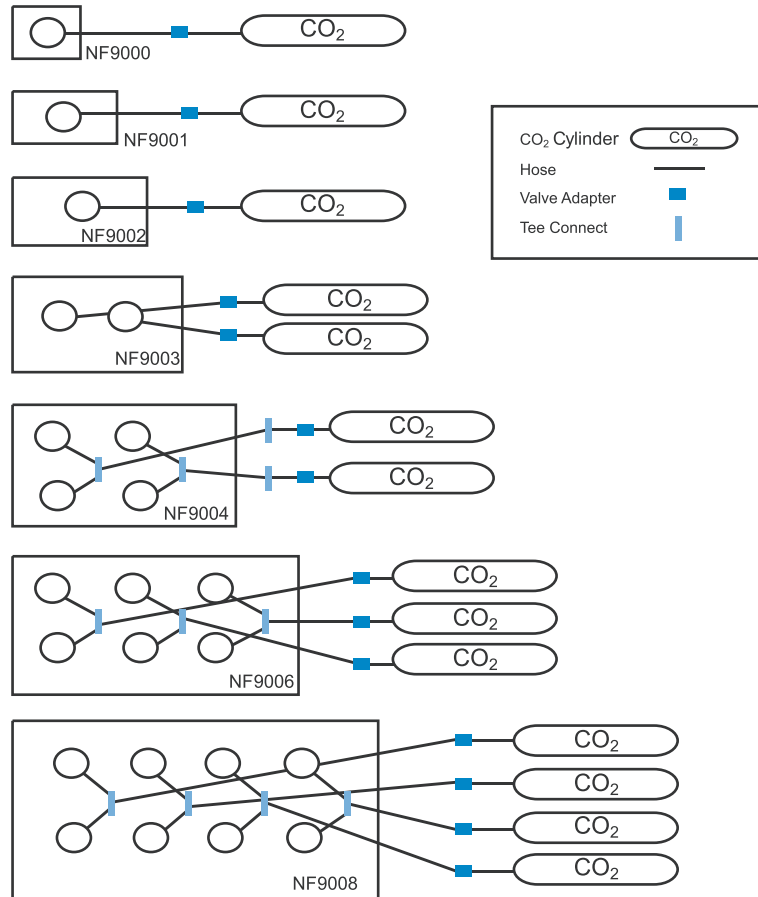 CO₂
NF9000
CO₂
NF9001
CO₂ Cylinder CO₂
Hose
Valve Adapter
Tee Connect
CO₂
NF9002
CO₂
CO₂
NF9003
CO₂
CO₂
NF9004
CO₂
CO₂
CO₂
NF9006
CO₂
CO₂
CO₂
CO₂
NF9008